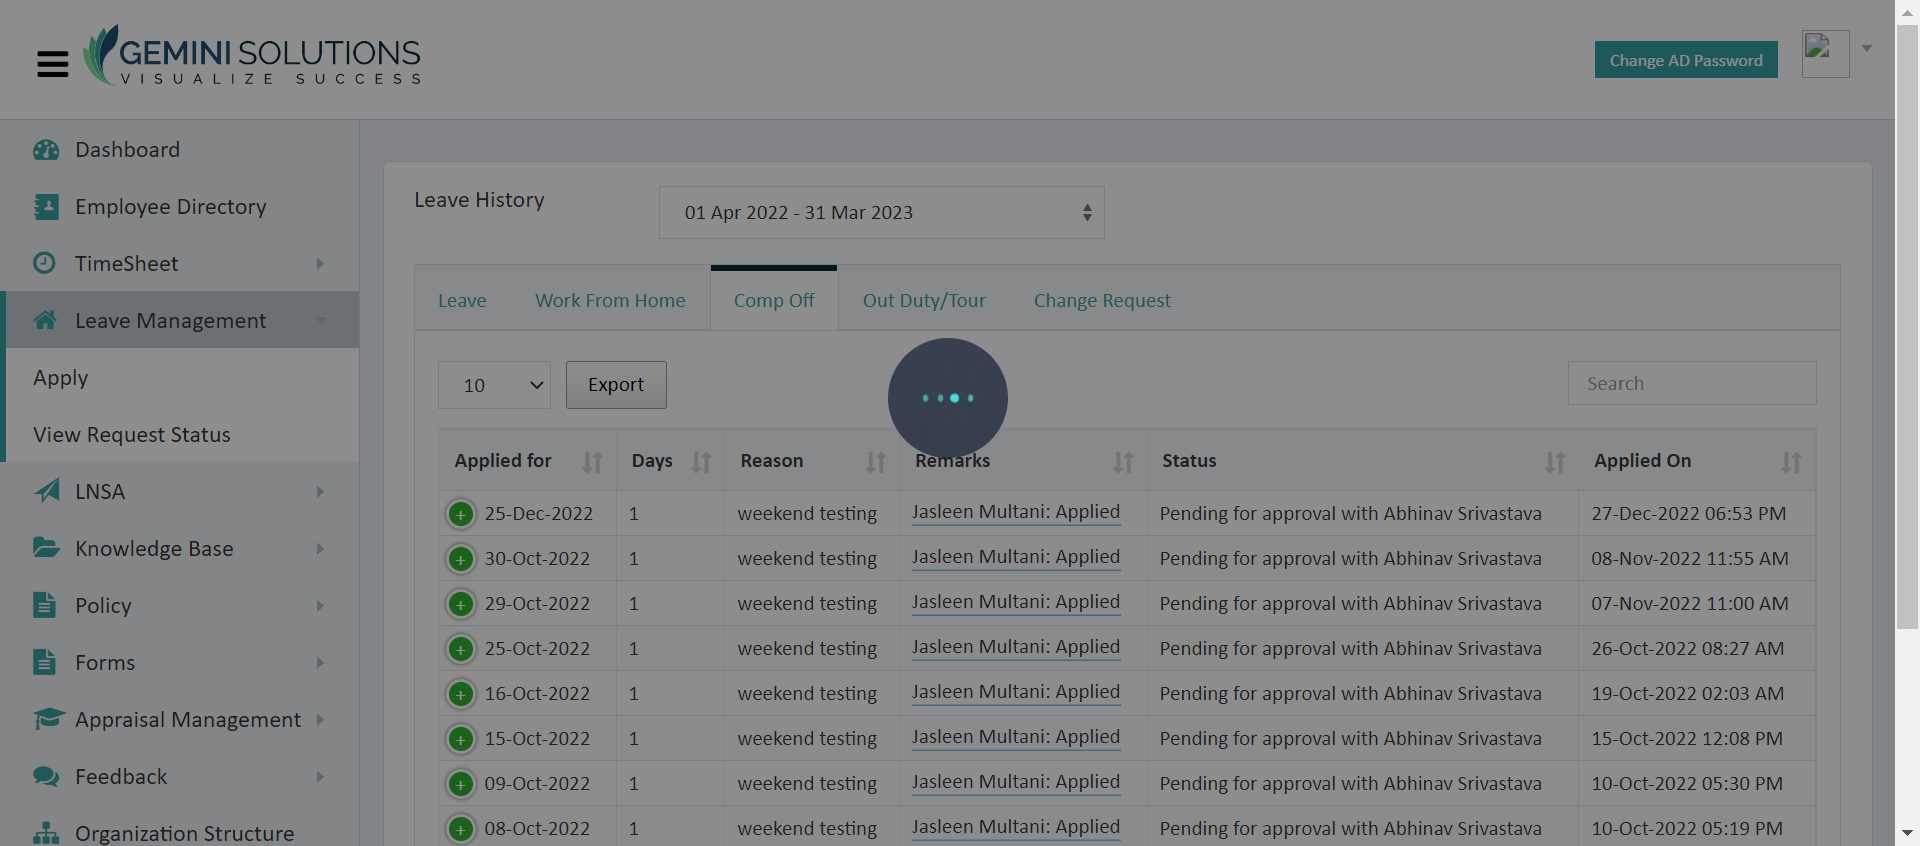 GEMINI SOLUTIONS
VISUALIZE SUCCESS
Change AD Password
Dashboard
Employee Directory
TimeSheet
Leave Management
Apply
View Request Status
LNSA
Knowledge Base
Policy
Forms
Appraisal Management
Feedback
Organization Structure
Leave History
01 Apr 2022 - 31 Mar 2023
Leave Work From Home Comp Off Out Duty/Tour Change Request
10 Export Search
Applied for Days Reason Remarks Status Applied On
25-Dec-2022 1 weekend testing Jasleen Multani: Applied Pending for approval with Abhinav Srivastava 27-Dec-2022 06:53 PM
30-Oct-2022 1 weekend testing Jasleen Multani: Applied Pending for approval with Abhinav Srivastava 08-Nov-2022 11:55 AM
29-Oct-2022 1 weekend testing Jasleen Multani: Applied Pending for approval with Abhinav Srivastava 07-Nov-2022 11:00 AM
25-Oct-2022 1 weekend testing Jasleen Multani: Applied Pending for approval with Abhinav Srivastava 26-Oct-2022 08:27 AM
16-Oct-2022 1 weekend testing Jasleen Multani: Applied Pending for approval with Abhinav Srivastava 19-Oct-2022 02:03 AM
15-Oct-2022 1 weekend testing Jasleen Multani: Applied Pending for approval with Abhinav Srivastava 15-Oct-2022 12:08 PM
09-Oct-2022 1 weekend testing Jasleen Multani: Applied Pending for approval with Abhinav Srivastava 10-Oct-2022 05:30 PM
08-Oct-2022 1 weekend testing Jasleen Multani: Applied Pending for approval with Abhinav Srivastava 10-Oct-2022 05:19 PM